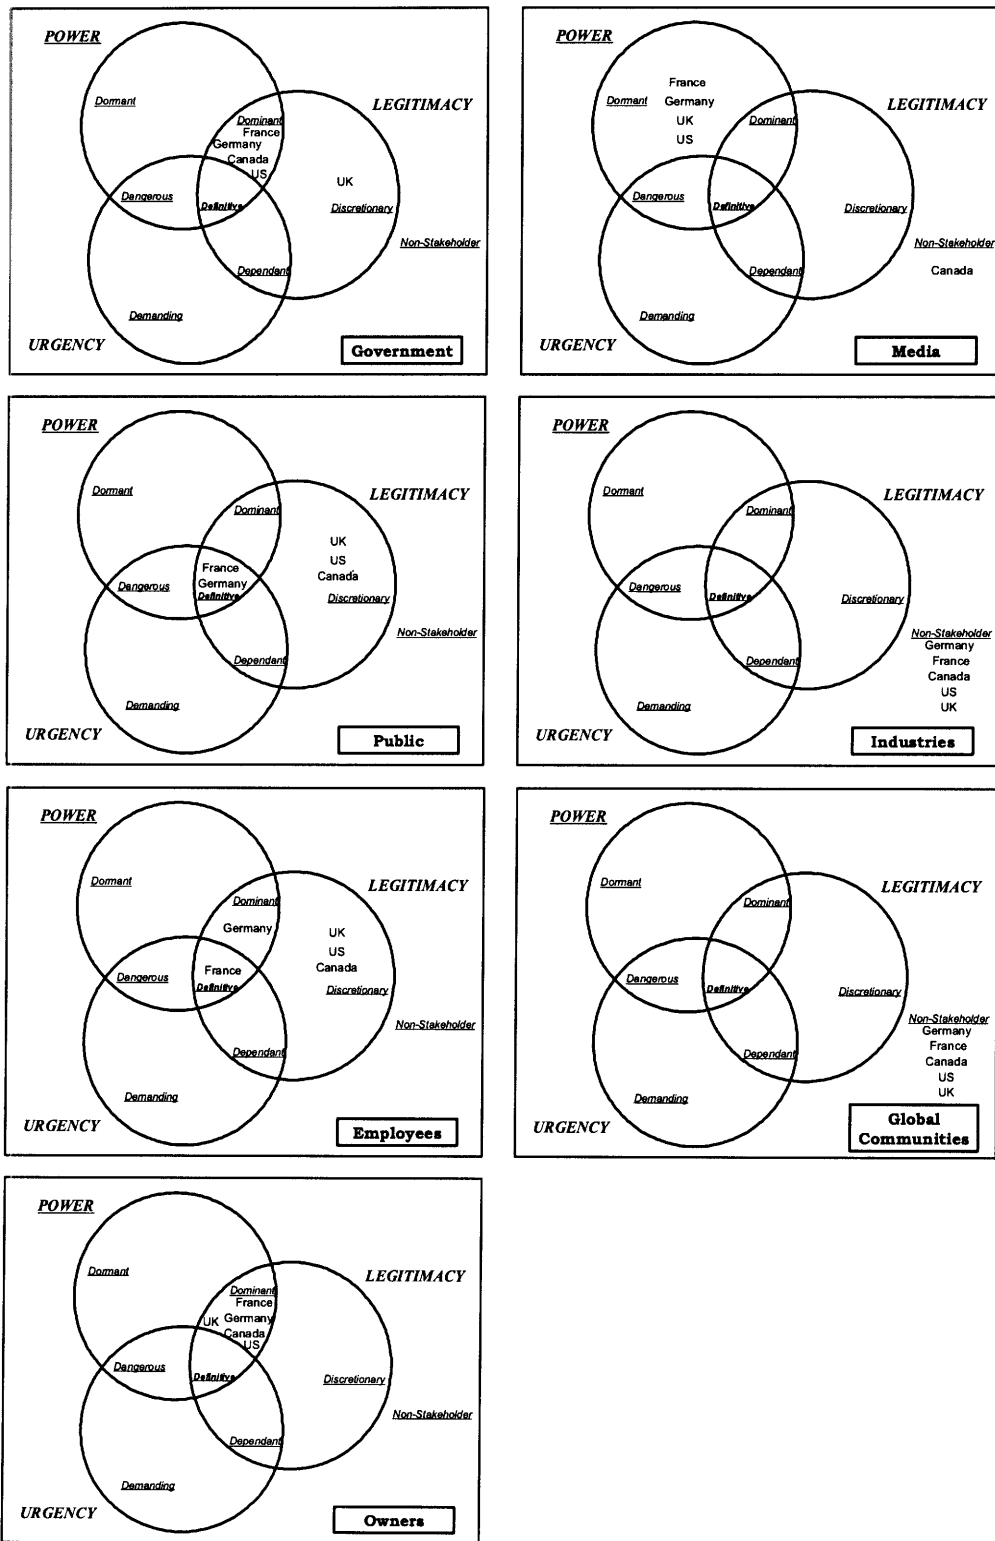 POWER
Dormant
LEGITIMACY
Dominant
France
Germany
Canada
US
UK
Dangerous
Definitive
Discretionary
Non-Stakeholder
Dependant
Demanding
URGENCY
Government
POWER
France
Dormant
Germany
LEGITIMACY
UK
Dominant
US
Dangerous
Definitive
Discretionary
Non-Stakeholder
Dependant
Canada
Demanding
URGENCY
Media
POWER
Dormant
LEGITIMACY
Dominant
UK
US
France
Canada
Dangerous
Germany
Definitive
Discretionary
Non-Stakeholder
Dependant
Demanding
URGENCY
Public
POWER
Dormant
LEGITIMACY
Dominant
Dangerous
Definitive
Discretionary
Non-Stakeholder
Germany
Dependant
France
Canada
US
Demanding
UK
URGENCY
Industries
POWER
Dormant
LEGITIMACY
Dominant
Germany
UK
US
France
Canada
Dangerous
Definitive
Discretionary
Non-Stakeholder
Dependant
Demanding
URGENCY
Employees
POWER
Dormant
LEGITIMACY
Dominant
Dangerous
Definitive
Discretionary
Non-Stakeholder
Germany
France
Dependant
Canada
US
Demanding
UK
URGENCY
Global
Communities
POWER
Dormant
LEGITIMACY
Dominant
France
UK Germany
Canada
US
Dangerous
Definitive
Discretionary
Non-Stakeholder
Dependant
Demanding
URGENCY
Owners